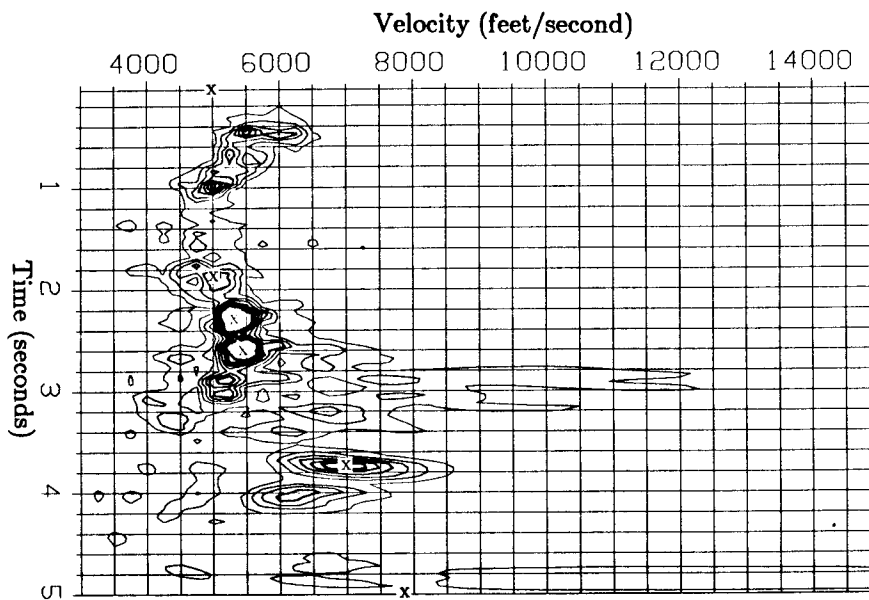 Velocity (feet/second)
4000 6000 8000 10000 12000 14000
x
1
x
2
x
x
3
x
4
x
5
Time (seconds)